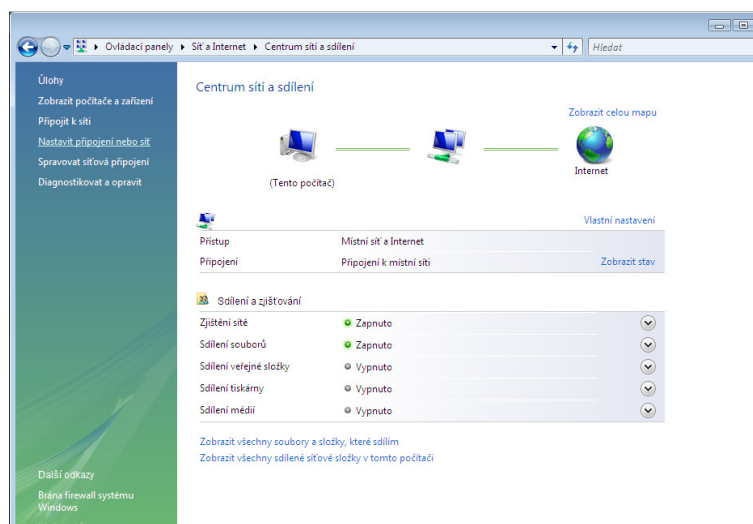 Ovládací panely ▸ Síť a Internet ▸ Centrum sítí a sdílení
Hledat
Úlohy
Zobrazit počítače a zařízení
Připojit k síti
Nastavit připojení nebo síť
Spravovat síťová připojení
Diagnostikovat a opravit
Centrum sítí a sdílení
Zobrazit celou mapu
(Tento počítač)
Internet
Vlastní nastavení
Přístup Místní síť a Internet
Připojení Připojení k místní síti Zobrazit stav
Sdílení a zjišťování
Zjištění sítě Zapnuto
Sdílení souborů Zapnuto
Sdílení veřejné složky Vypnuto
Sdílení tiskárny Vypnuto
Sdílení médií Vypnuto
Zobrazit všechny soubory a složky, které sdílím
Zobrazit všechny sdílené síťové složky v tomto počítači
Další odkazy
Brána firewall systému
Windows